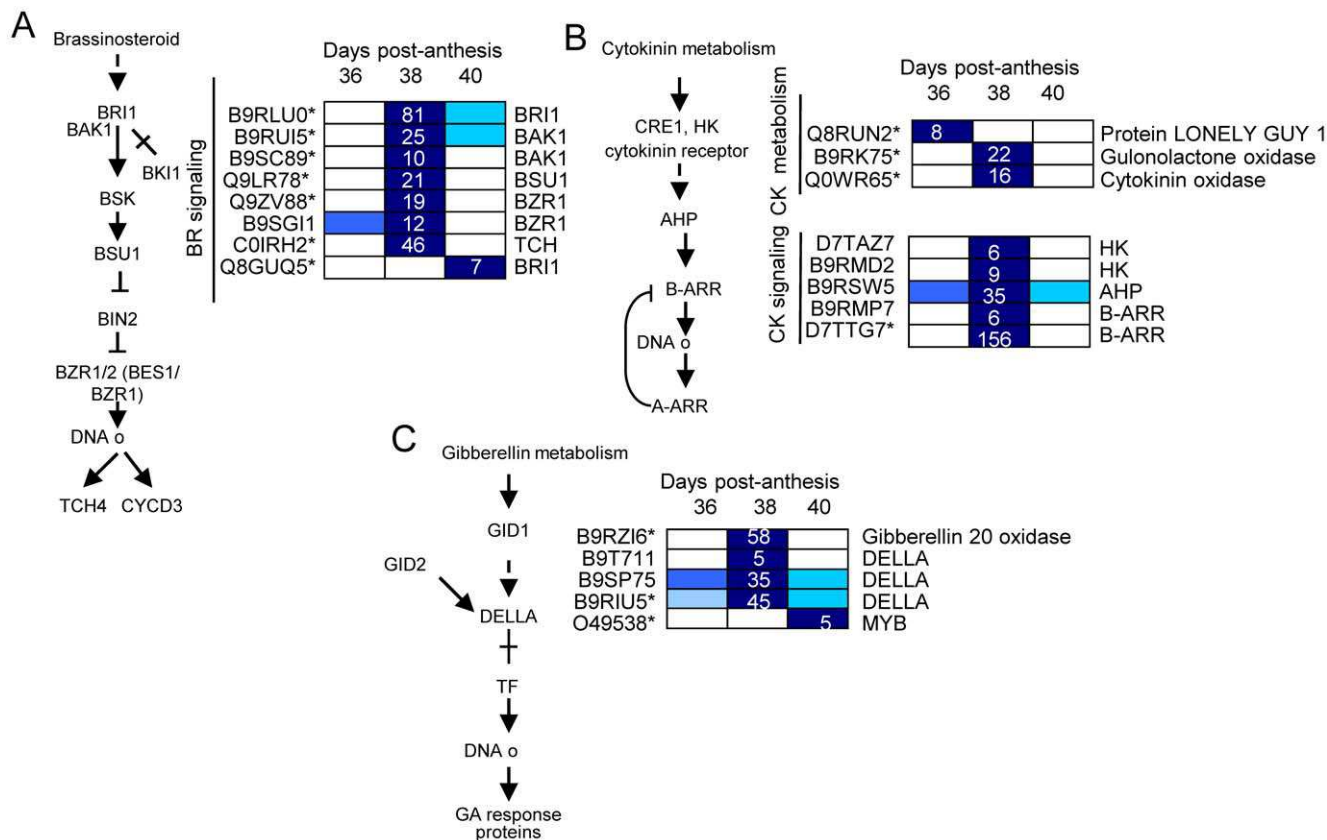 A
Brassinosteroid
BRI1
BAK1
BKI1
BSK
BSU1
BIN2
BZR1/2 (BES1/
BZR1)
DNA o
TCH4 CYCD3
Days post-anthesis
36 38 40
BR signaling
B9RLU0* 81 BRI1
B9RUI5* 25 BAK1
B9SC89* 10 BAK1
Q9LR78* 21 BSU1
Q9ZV88* 19 BZR1
B9SGI1 12 BZR1
C0IRH2* 46 TCH
Q8GUQ5* 7 BRI1
B
Cytokinin metabolism
CRE1, HK
cytokinin receptor
AHP
B-ARR
DNA o
A-ARR
Days post-anthesis
36 38 40
CK metabolism
Q8RUN2* 8 Protein LONELY GUY 1
B9RK75* 22 Gulonolactone oxidase
Q0WR65* 16 Cytokinin oxidase
CK signaling
D7TAZ7 6 HK
B9RMD2 9 HK
B9RSW5 35 AHP
B9RMP7 6 B-ARR
D7TTG7* 156 B-ARR
C
Gibberellin metabolism
GID1
GID2
DELLA
TF
DNA o
GA response
proteins
Days post-anthesis
36 38 40
B9RZI6* 58 Gibberellin 20 oxidase
B9T711 5 DELLA
B9SP75 35 DELLA
B9RIU5* 45 DELLA
O49538* 5 MYB